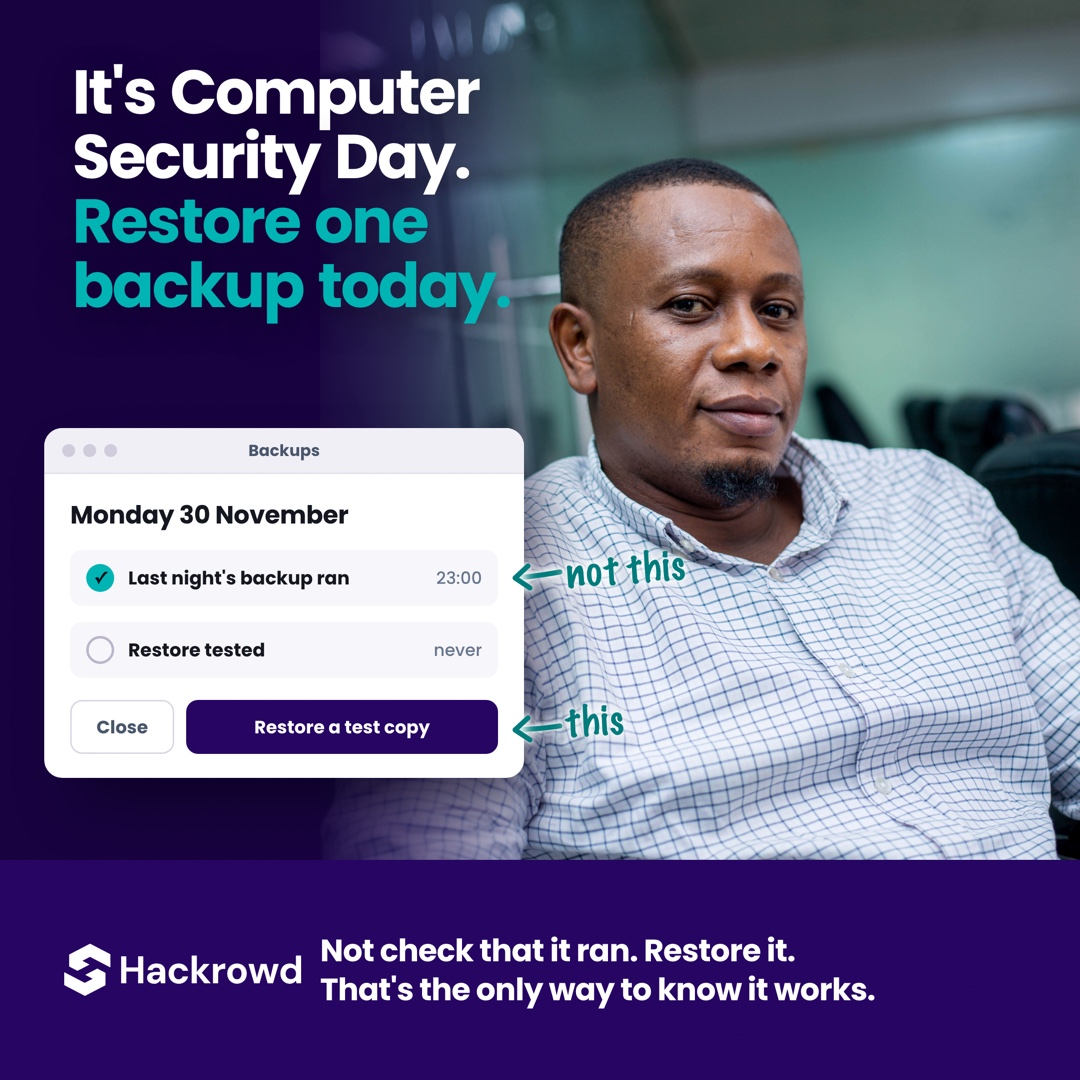 It's Computer
Security Day.
Restore one
backup today.
Backups
Monday 30 November
Last night's backup ran 23:00
not this
Restore tested never
Close
Restore a test copy
this
Hackrowd
Not check that it ran. Restore it.
That's the only way to know it works.